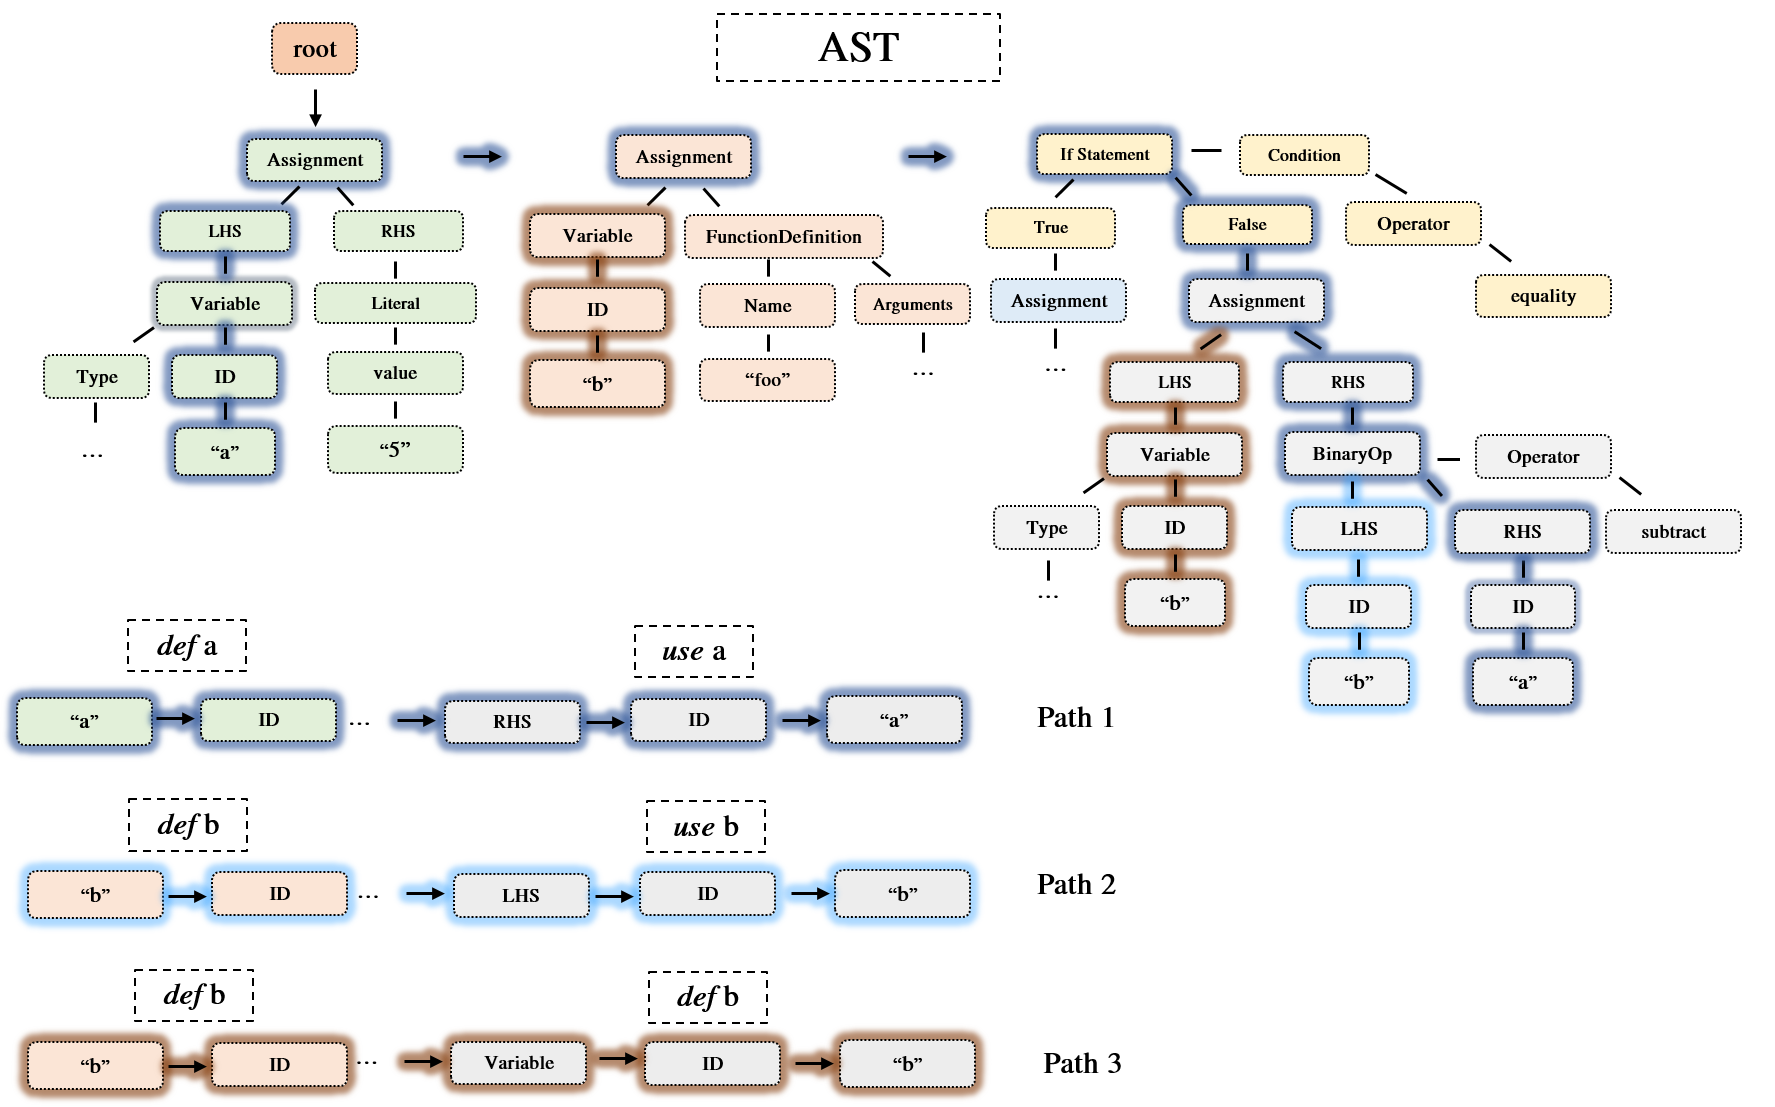 root
AST
Assignment
Assignment
If Statement
Condition
LHS
RHS
Variable
FunctionDefinition
True
False
Operator
Variable
Literal
ID
Name
Arguments
Assignment
Assignment
equality
Type
ID
value
“b”
“foo”
...
...
LHS
RHS
...
“a”
“5”
Variable
BinaryOp
Operator
Type
ID
LHS
RHS
subtract
...
“b”
ID
ID
“b”
“a”
def a
use a
“a”
ID
...
RHS
ID
“a”
Path 1
def b
use b
“b”
ID
...
LHS
ID
“b”
Path 2
def b
def b
“b”
ID
...
Variable
ID
“b”
Path 3